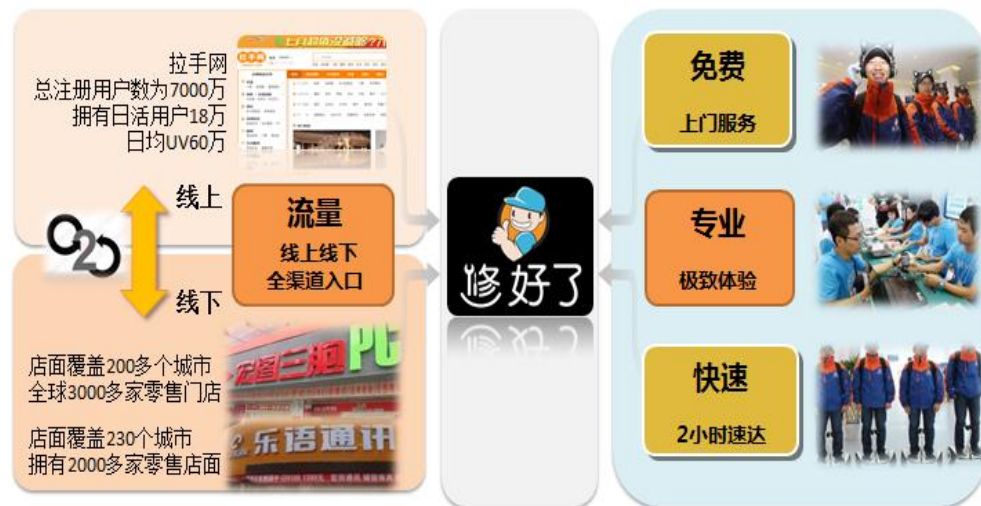 拉手网
总注册用户数为7000万
拥有日活用户18万
日均UV60万
拉手网
线上
O2O
线下
流量
线上线下
全渠道入口
店面覆盖200多个城市
全球3000多家零售门店
宏图三胞PC
店面覆盖230个城市
拥有2000多家零售店面
乐语通讯
修好了
免费
上门服务
专业
极致体验
快速
2小时速达